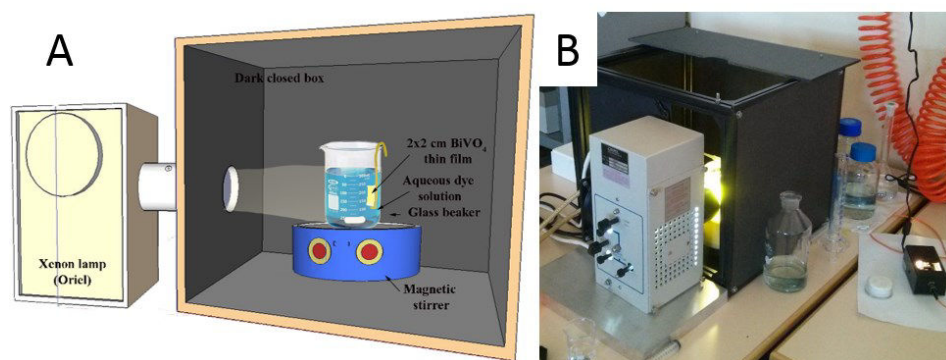 A
B
Dark closed box
2x2 cm BiVO₄
thin film
Aqueous dye
solution
Glass beaker
Xenon lamp
(Oriel)
Magnetic
stirrer